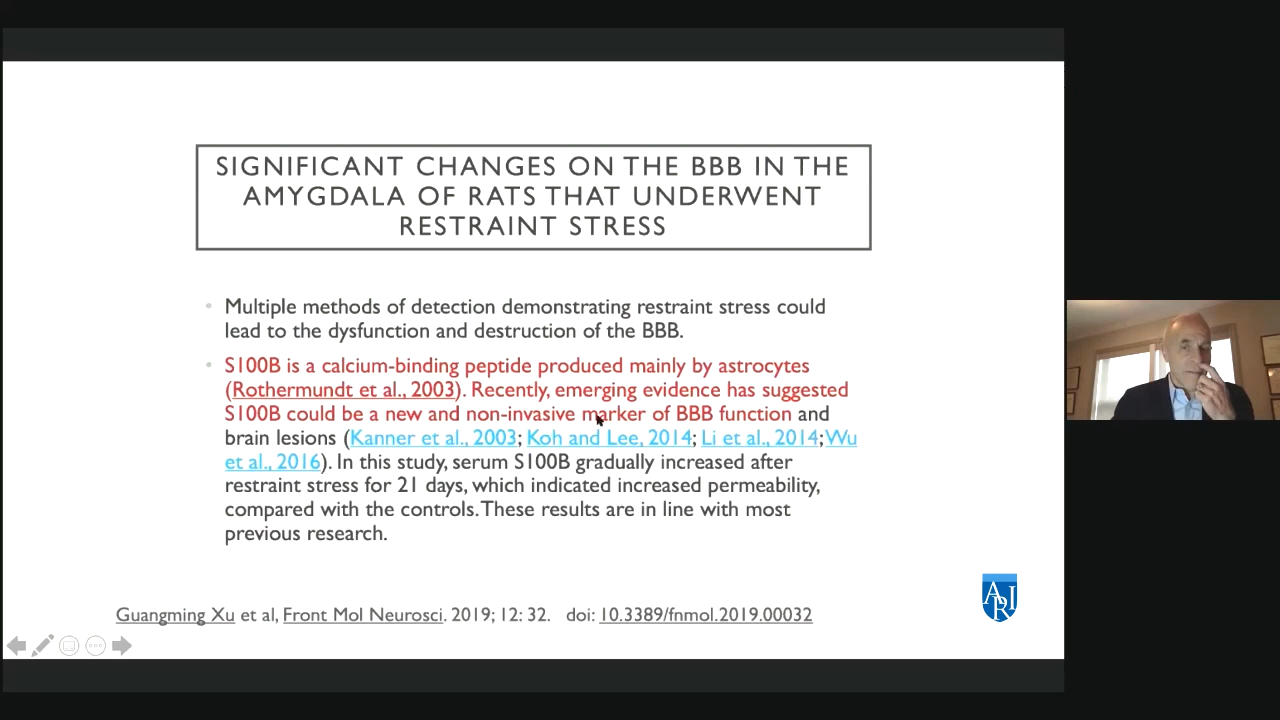 SIGNIFICANT CHANGES ON THE BBB IN THE
AMYGDALA OF RATS THAT UNDERWENT
RESTRAINT STRESS
• Multiple methods of detection demonstrating restraint stress could
lead to the dysfunction and destruction of the BBB.
• S100B is a calcium-binding peptide produced mainly by astrocytes
(Rothermundt et al., 2003). Recently, emerging evidence has suggested
S100B could be a new and non-invasive marker of BBB function and
brain lesions (Kanner et al., 2003; Koh and Lee, 2014; Li et al., 2014; Wu
et al., 2016). In this study, serum S100B gradually increased after
restraint stress for 21 days, which indicated increased permeability,
compared with the controls. These results are in line with most
previous research.
Guangming Xu et al, Front Mol Neurosci. 2019; 12: 32. doi: 10.3389/fnmol.2019.00032
ARI